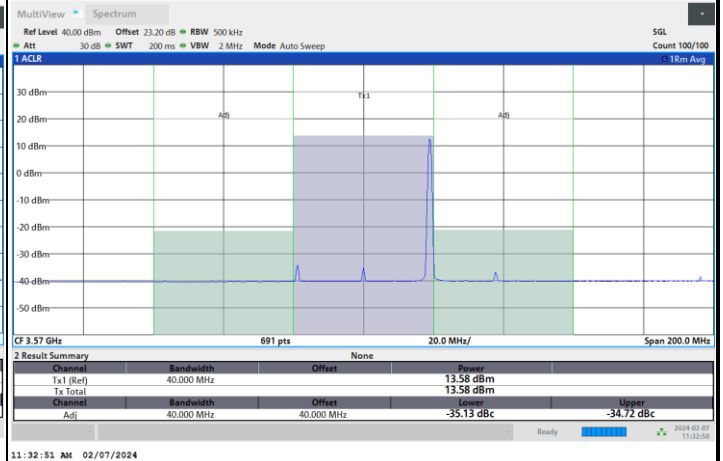 MultiView Spectrum
Ref Level 40.00 dBm Offset 23.20 dB RBW 500 kHz SGL
Att 30 dB SWT 200 ms VBW 2 MHz Mode Auto Sweep Count 100/100
1 ACLR 1Rm Avg
30 dBm
Tx1
20 dBm
Adj Adj
10 dBm
0 dBm
-10 dBm
-20 dBm
-30 dBm
-40 dBm
-50 dBm
CF 3.57 GHz 691 pts 20.0 MHz/ Span 200.0 MHz
2 Result Summary None
Channel Bandwidth Offset Power
Tx1 (Ref) 40.000 MHz 13.58 dBm
Tx Total 13.58 dBm
Channel Bandwidth Offset Lower Upper
Adj 40.000 MHz 40.000 MHz -35.13 dBc -34.72 dBc
Ready 2024-02-07
11:32:50
11:32:51 AM 02/07/2024